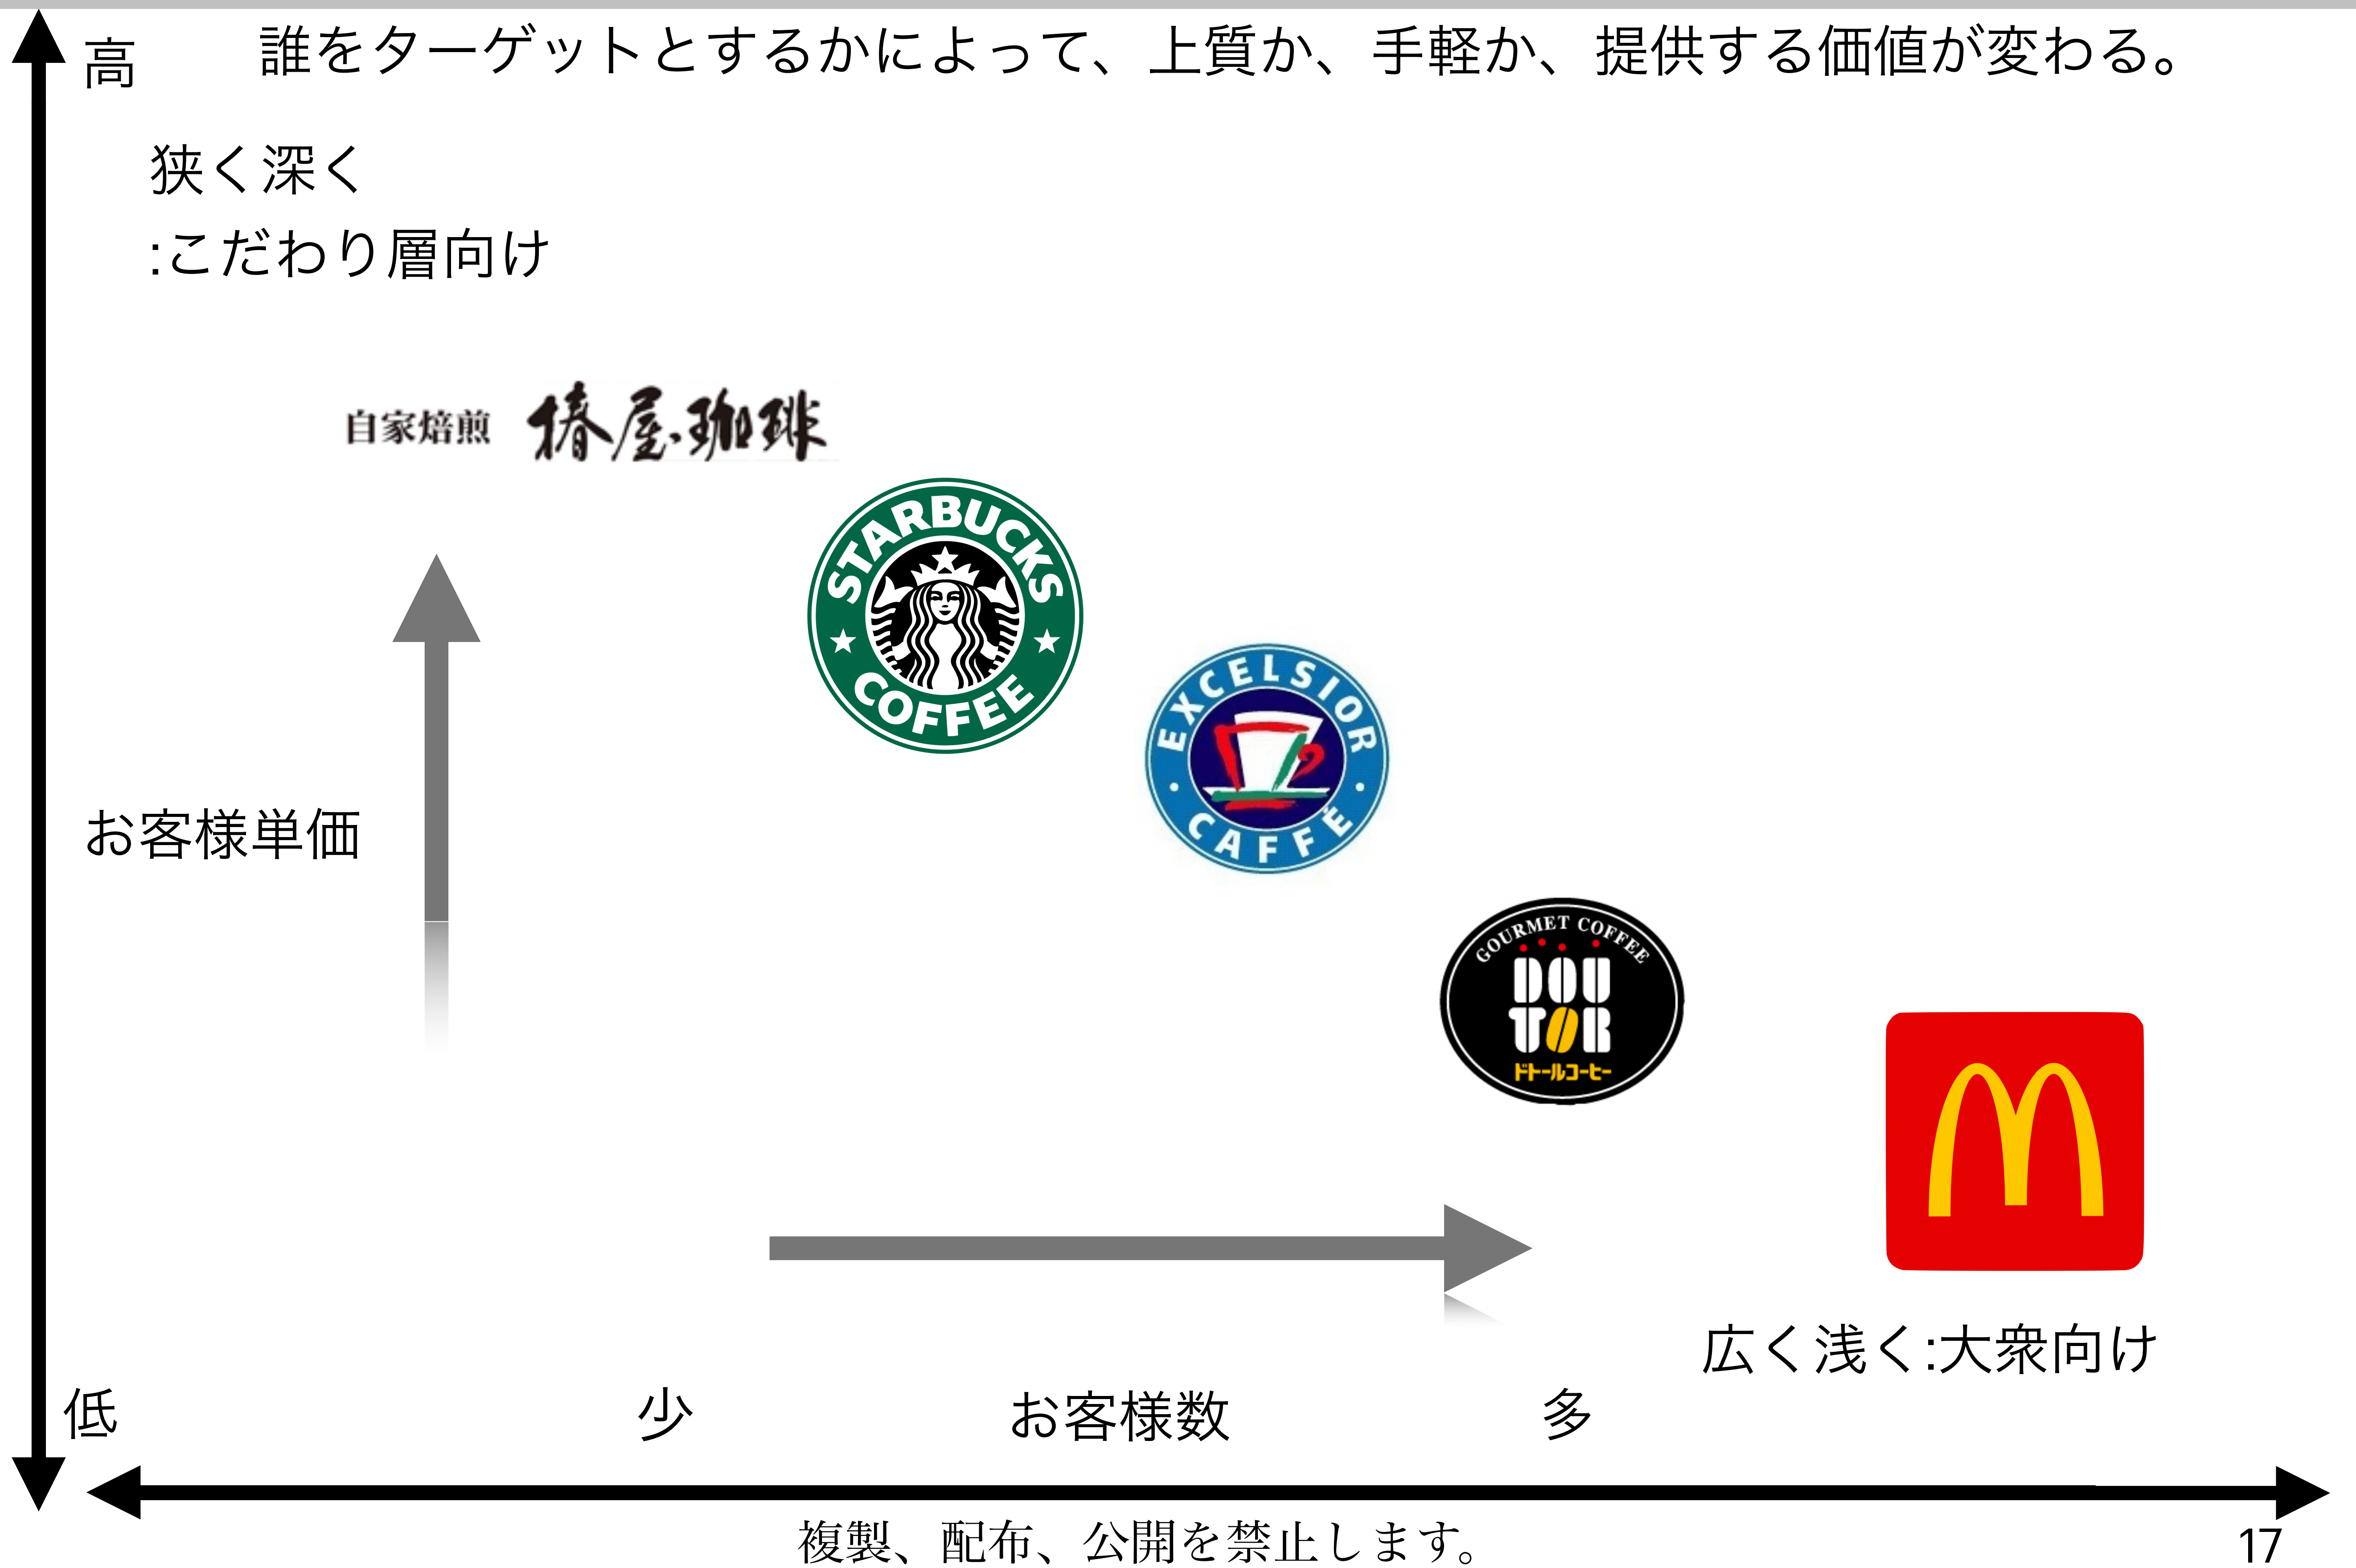 高
誰をターゲットとするかによって、上質か、手軽か、提供する価値が変わる。
狭く深く
:こだわり層向け
自家焙煎 椿屋珈琲
STARBUCKS
COFFEE
EXCELSIOR
CAFFÈ
お客様単価
GOURMET COFFEE
DOU
TOR
ドトールコーヒー
広く浅く:大衆向け
低
少
お客様数
多
複製、配布、公開を禁止します。
17